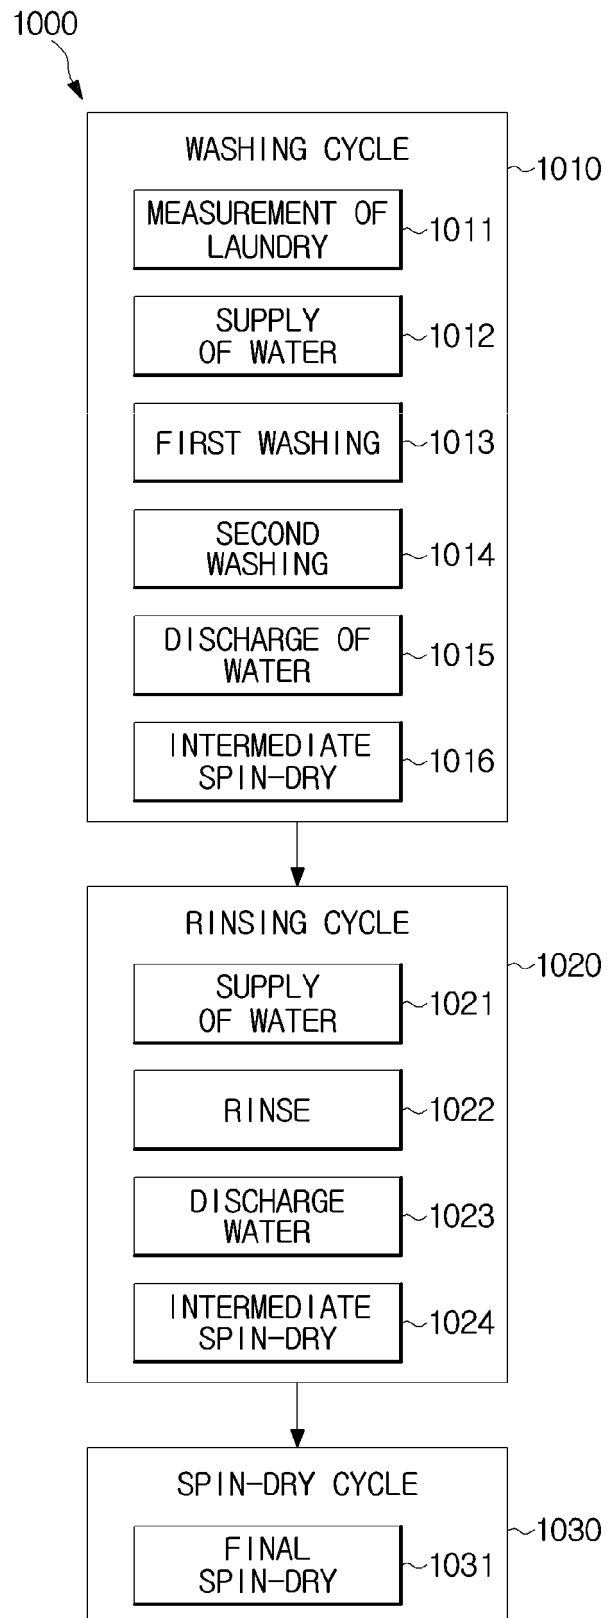 1000
WASHING CYCLE
1010
MEASUREMENT OF
LAUNDRY
1011
SUPPLY
OF WATER
1012
FIRST WASHING
1013
SECOND
WASHING
1014
DISCHARGE OF
WATER
1015
INTERMEDIATE
SPIN-DRY
1016
RINSING CYCLE
1020
SUPPLY
OF WATER
1021
RINSE
1022
DISCHARGE
WATER
1023
INTERMEDIATE
SPIN-DRY
1024
SPIN-DRY CYCLE
1030
FINAL
SPIN-DRY
1031